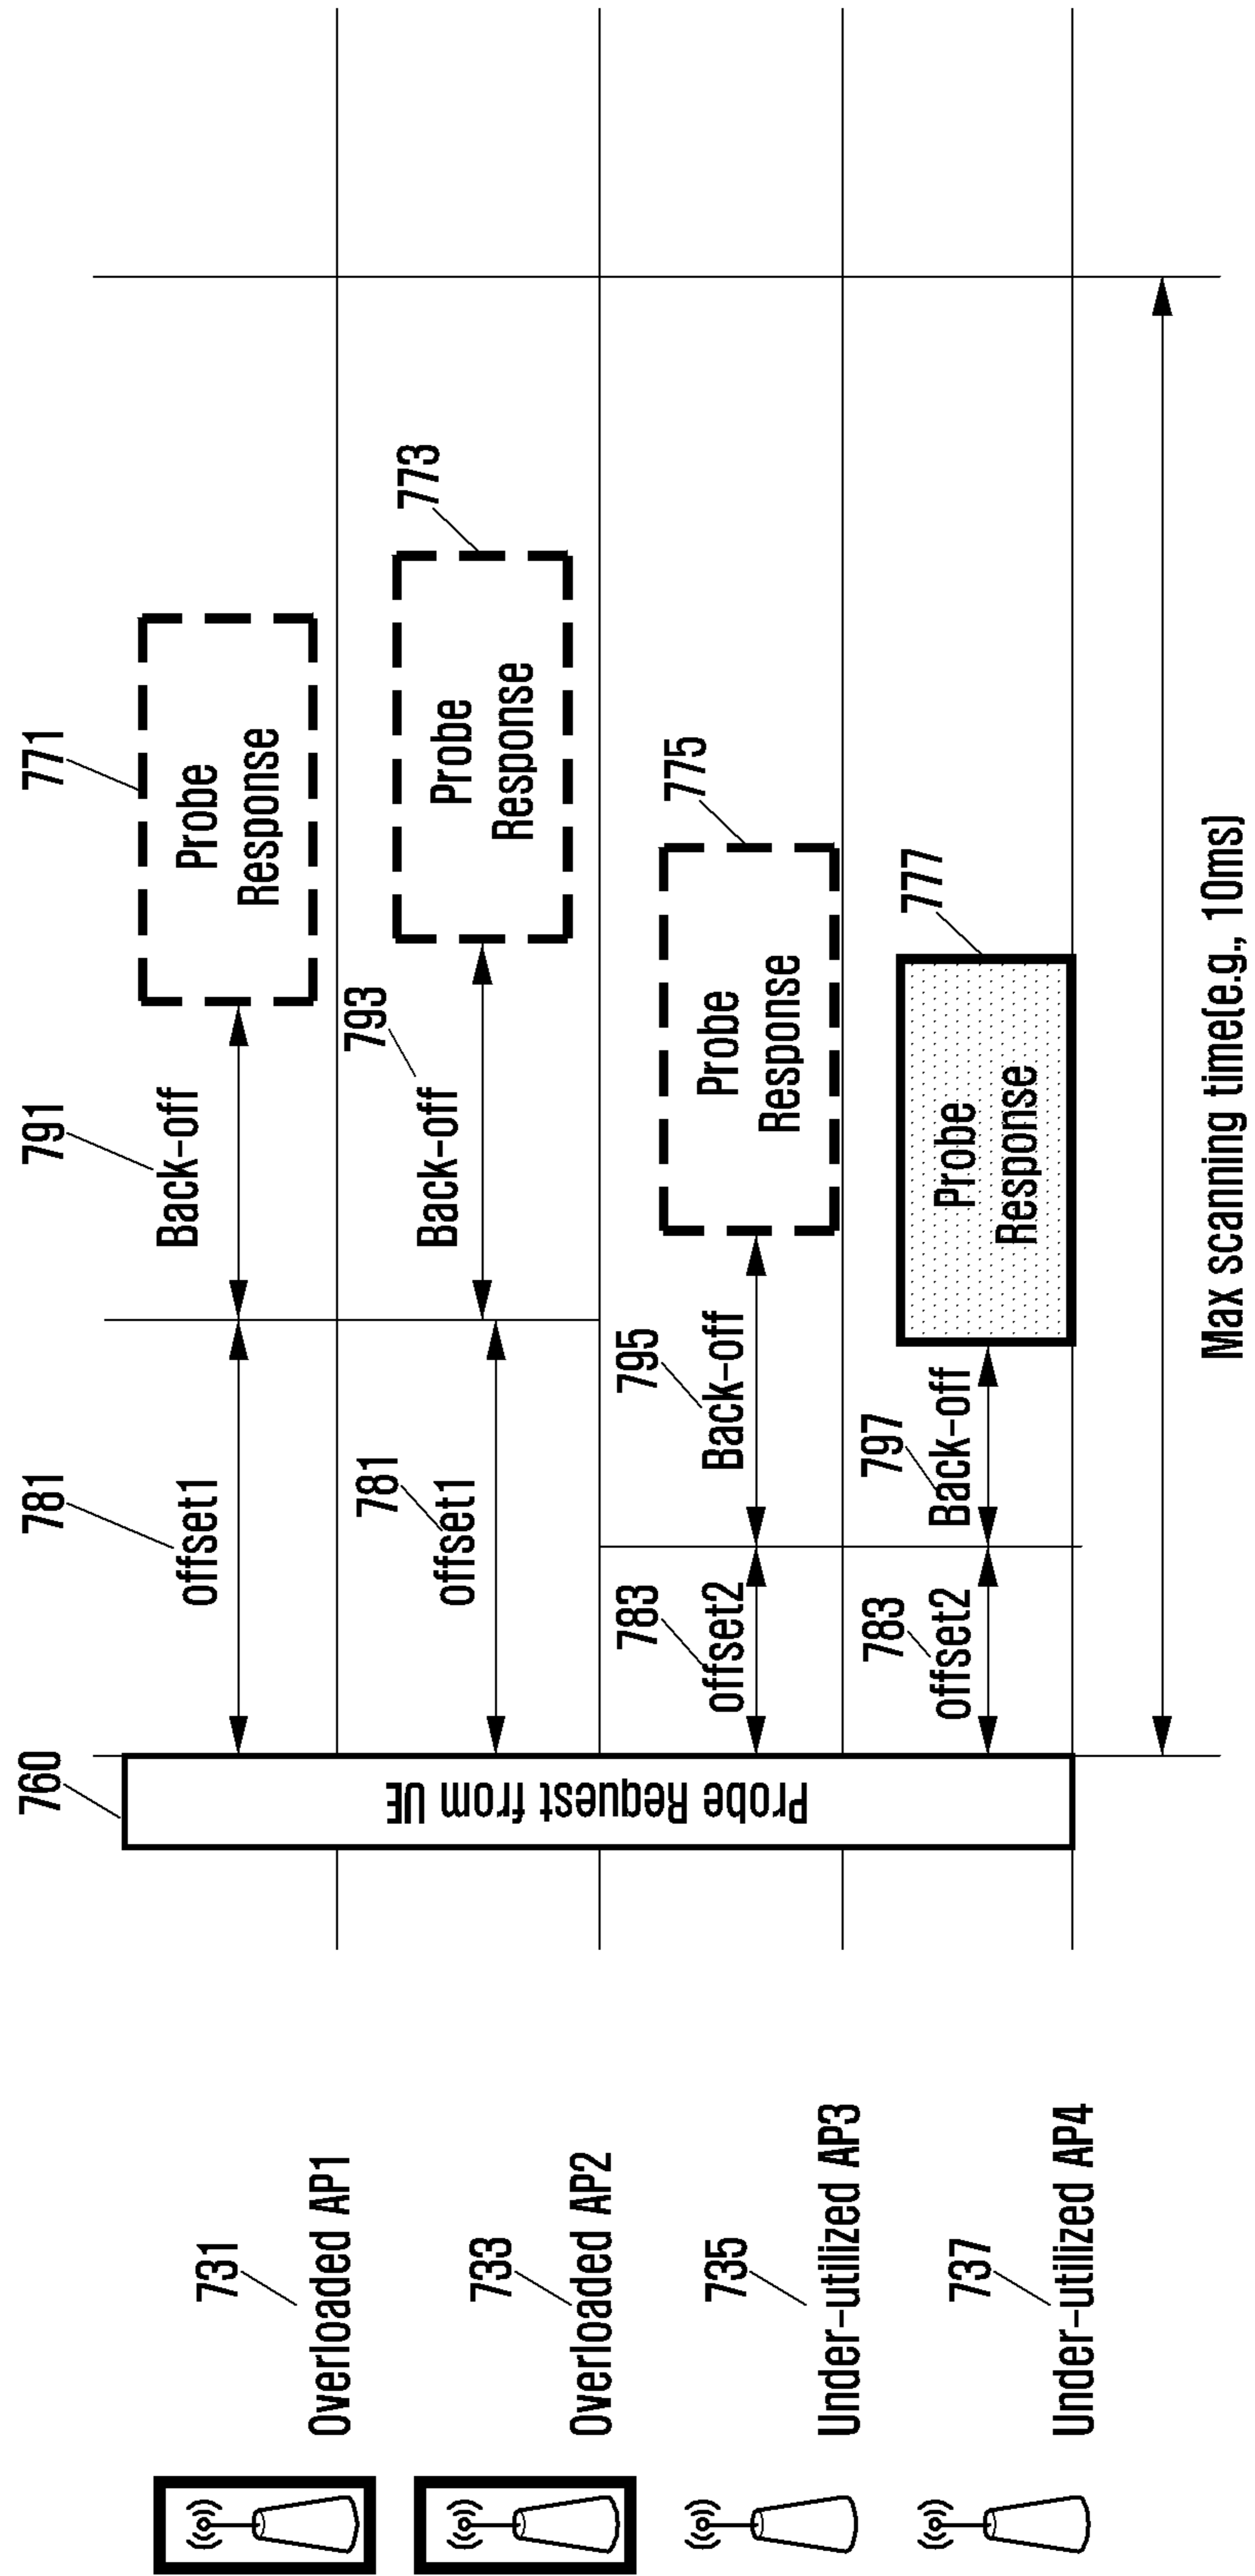 731
Overloaded AP1
733
Overloaded AP2
735
Under-utilized AP3
737
Under-utilized AP4
760
Probe Request from UE
781
offset1
791
Back-off
771
Probe
Response
781
offset1
793
Back-off
773
Probe
Response
783
offset2
795
Back-off
775
Probe
Response
783
offset2
797
Back-off
777
Probe
Response
Max scanning time(e.g., 10ms)